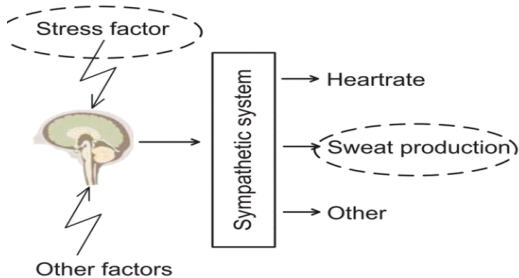 Stress factor
Sympathetic system
Heartrate
Sweat production
Other
Other factors